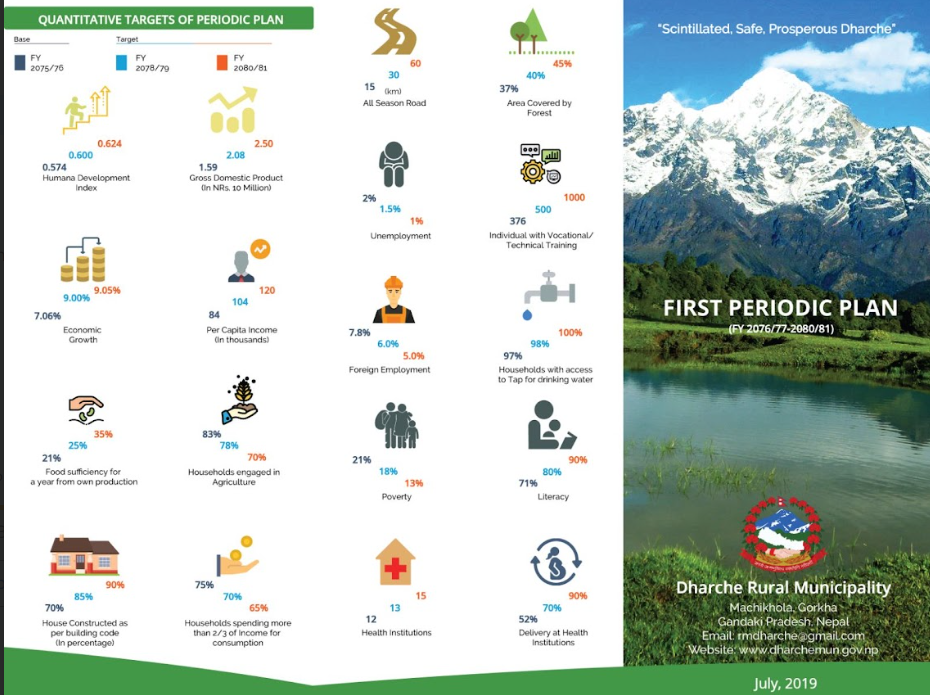 QUANTITATIVE TARGETS OF PERIODIC PLAN
Base
Target
FY
2075/76
FY
2078/79
FY
2080/81
0.624
0.600
0.574
Humana Development
Index
2.50
2.08
1.59
Gross Domestic Product
(In NRs. 10 Million)
9.05%
9.00%
7.06%
Economic
Growth
120
104
84
Per Capita Income
(In thousands)
35%
25%
21%
Food sufficiency for
a year from own production
83%
78%
70%
Households engaged in
Agriculture
90%
85%
70%
House Constructed as
per building code
(In percentage)
75%
70%
65%
Households spending more
than 2/3 of Income for
consumption
60
30
15 (km)
All Season Road
45%
40%
37%
Area Covered by
Forest
2%
1.5%
1%
Unemployment
1000
500
376
Individual with Vocational/
Technical Training
7.8%
6.0%
5.0%
Foreign Employment
100%
98%
97%
Households with access
to Tap for drinking water
21%
18%
13%
Poverty
90%
80%
71%
Literacy
15
13
12
Health Institutions
90%
70%
52%
Delivery at Health
Institutions
"Scintillated, Safe, Prosperous Dharche"
FIRST PERIODIC PLAN
(FY 2076/77-2080/81)
Dharche Rural Municipality
Machikhola, Gorkha
Gandaki Pradesh, Nepal
Email: rmdharche@gmail.com
Website: www.dharchemun.gov.np
July, 2019